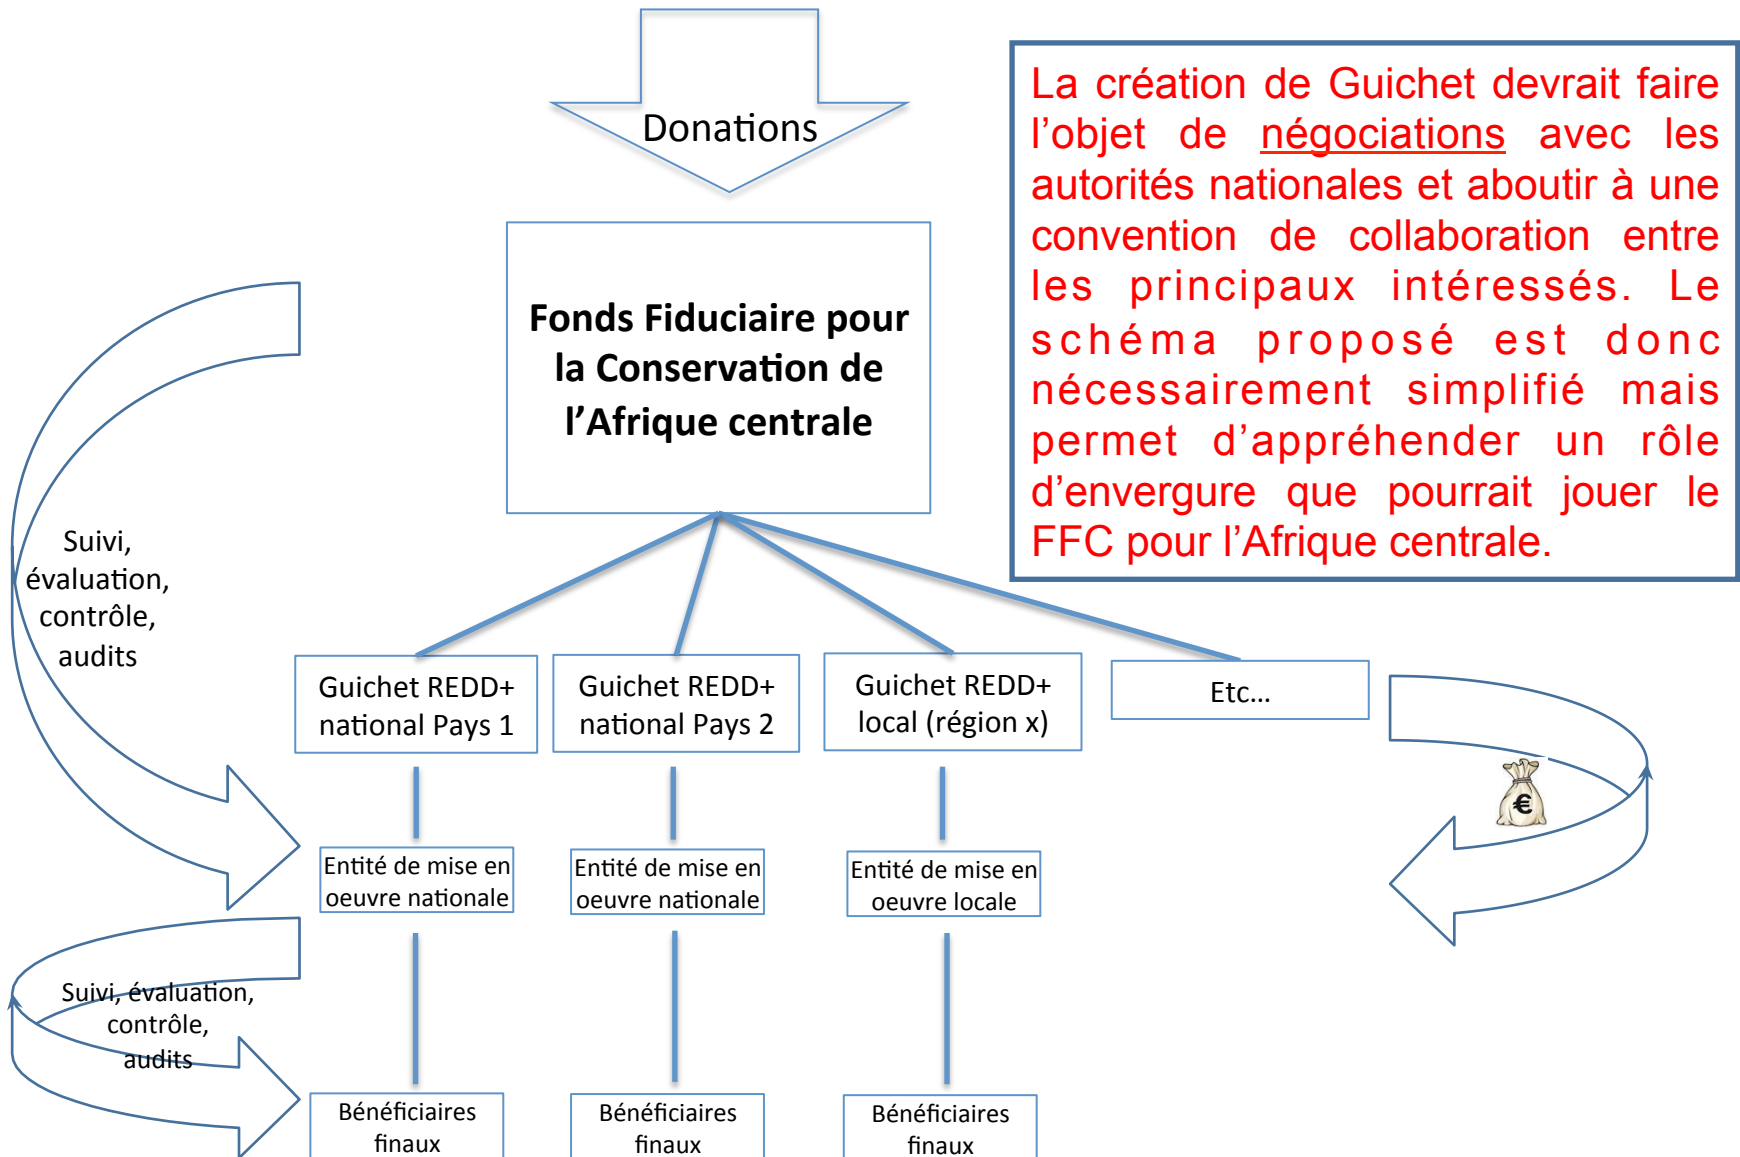 Donations
La création de Guichet devrait faire
l’objet de négociations avec les
autorités nationales et aboutir à une
convention de collaboration entre
les principaux intéressés. Le
schéma proposé est donc
nécessairement simplifié mais
permet d’appréhender un rôle
d’envergure que pourrait jouer le
FFC pour l’Afrique centrale.
Fonds Fiduciaire pour
la Conservation de
l’Afrique centrale
Suivi,
évaluation,
contrôle,
audits
Guichet REDD+
national Pays 1
Guichet REDD+
national Pays 2
Guichet REDD+
local (région x)
Etc...
€
Entité de mise en
oeuvre nationale
Entité de mise en
oeuvre nationale
Entité de mise en
oeuvre locale
Suivi, évaluation,
contrôle,
audits
Bénéficiaires
finaux
Bénéficiaires
finaux
Bénéficiaires
finaux